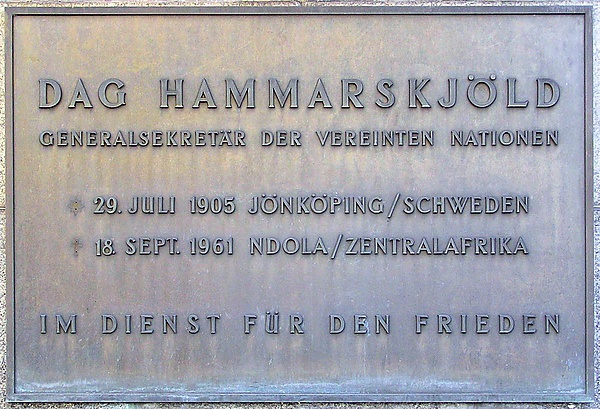 DAG HAMMARSKJÖLD
GENERALSEKRETÄR DER VEREINTEN NATIONEN
* 29. JULI 1905 JÖNKÖPING/SCHWEDEN
† 18. SEPT. 1961 NDOLA/ZENTRALAFRIKA
IM DIENST FÜR DEN FRIEDEN